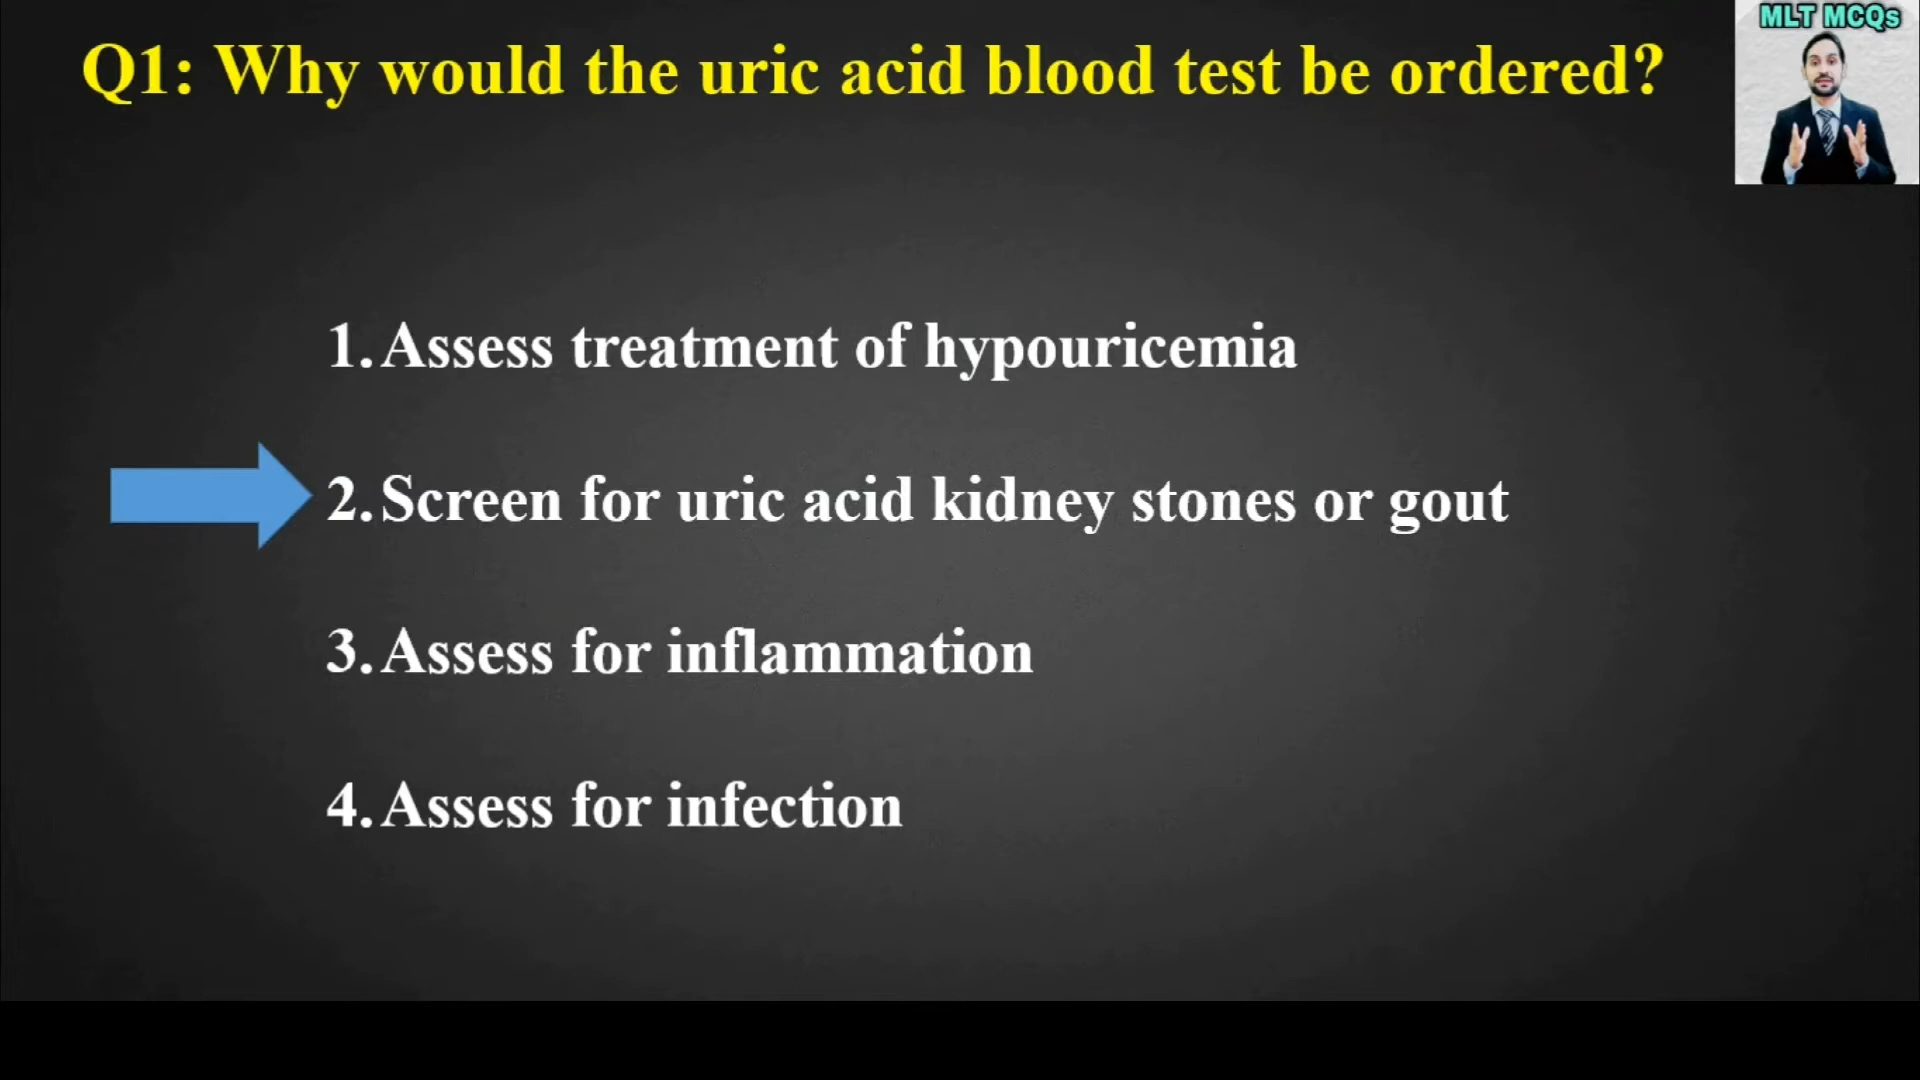 MLT MCQs
Q1: Why would the uric acid blood test be ordered?
1. Assess treatment of hypouricemia
2. Screen for uric acid kidney stones or gout
3. Assess for inflammation
4. Assess for infection